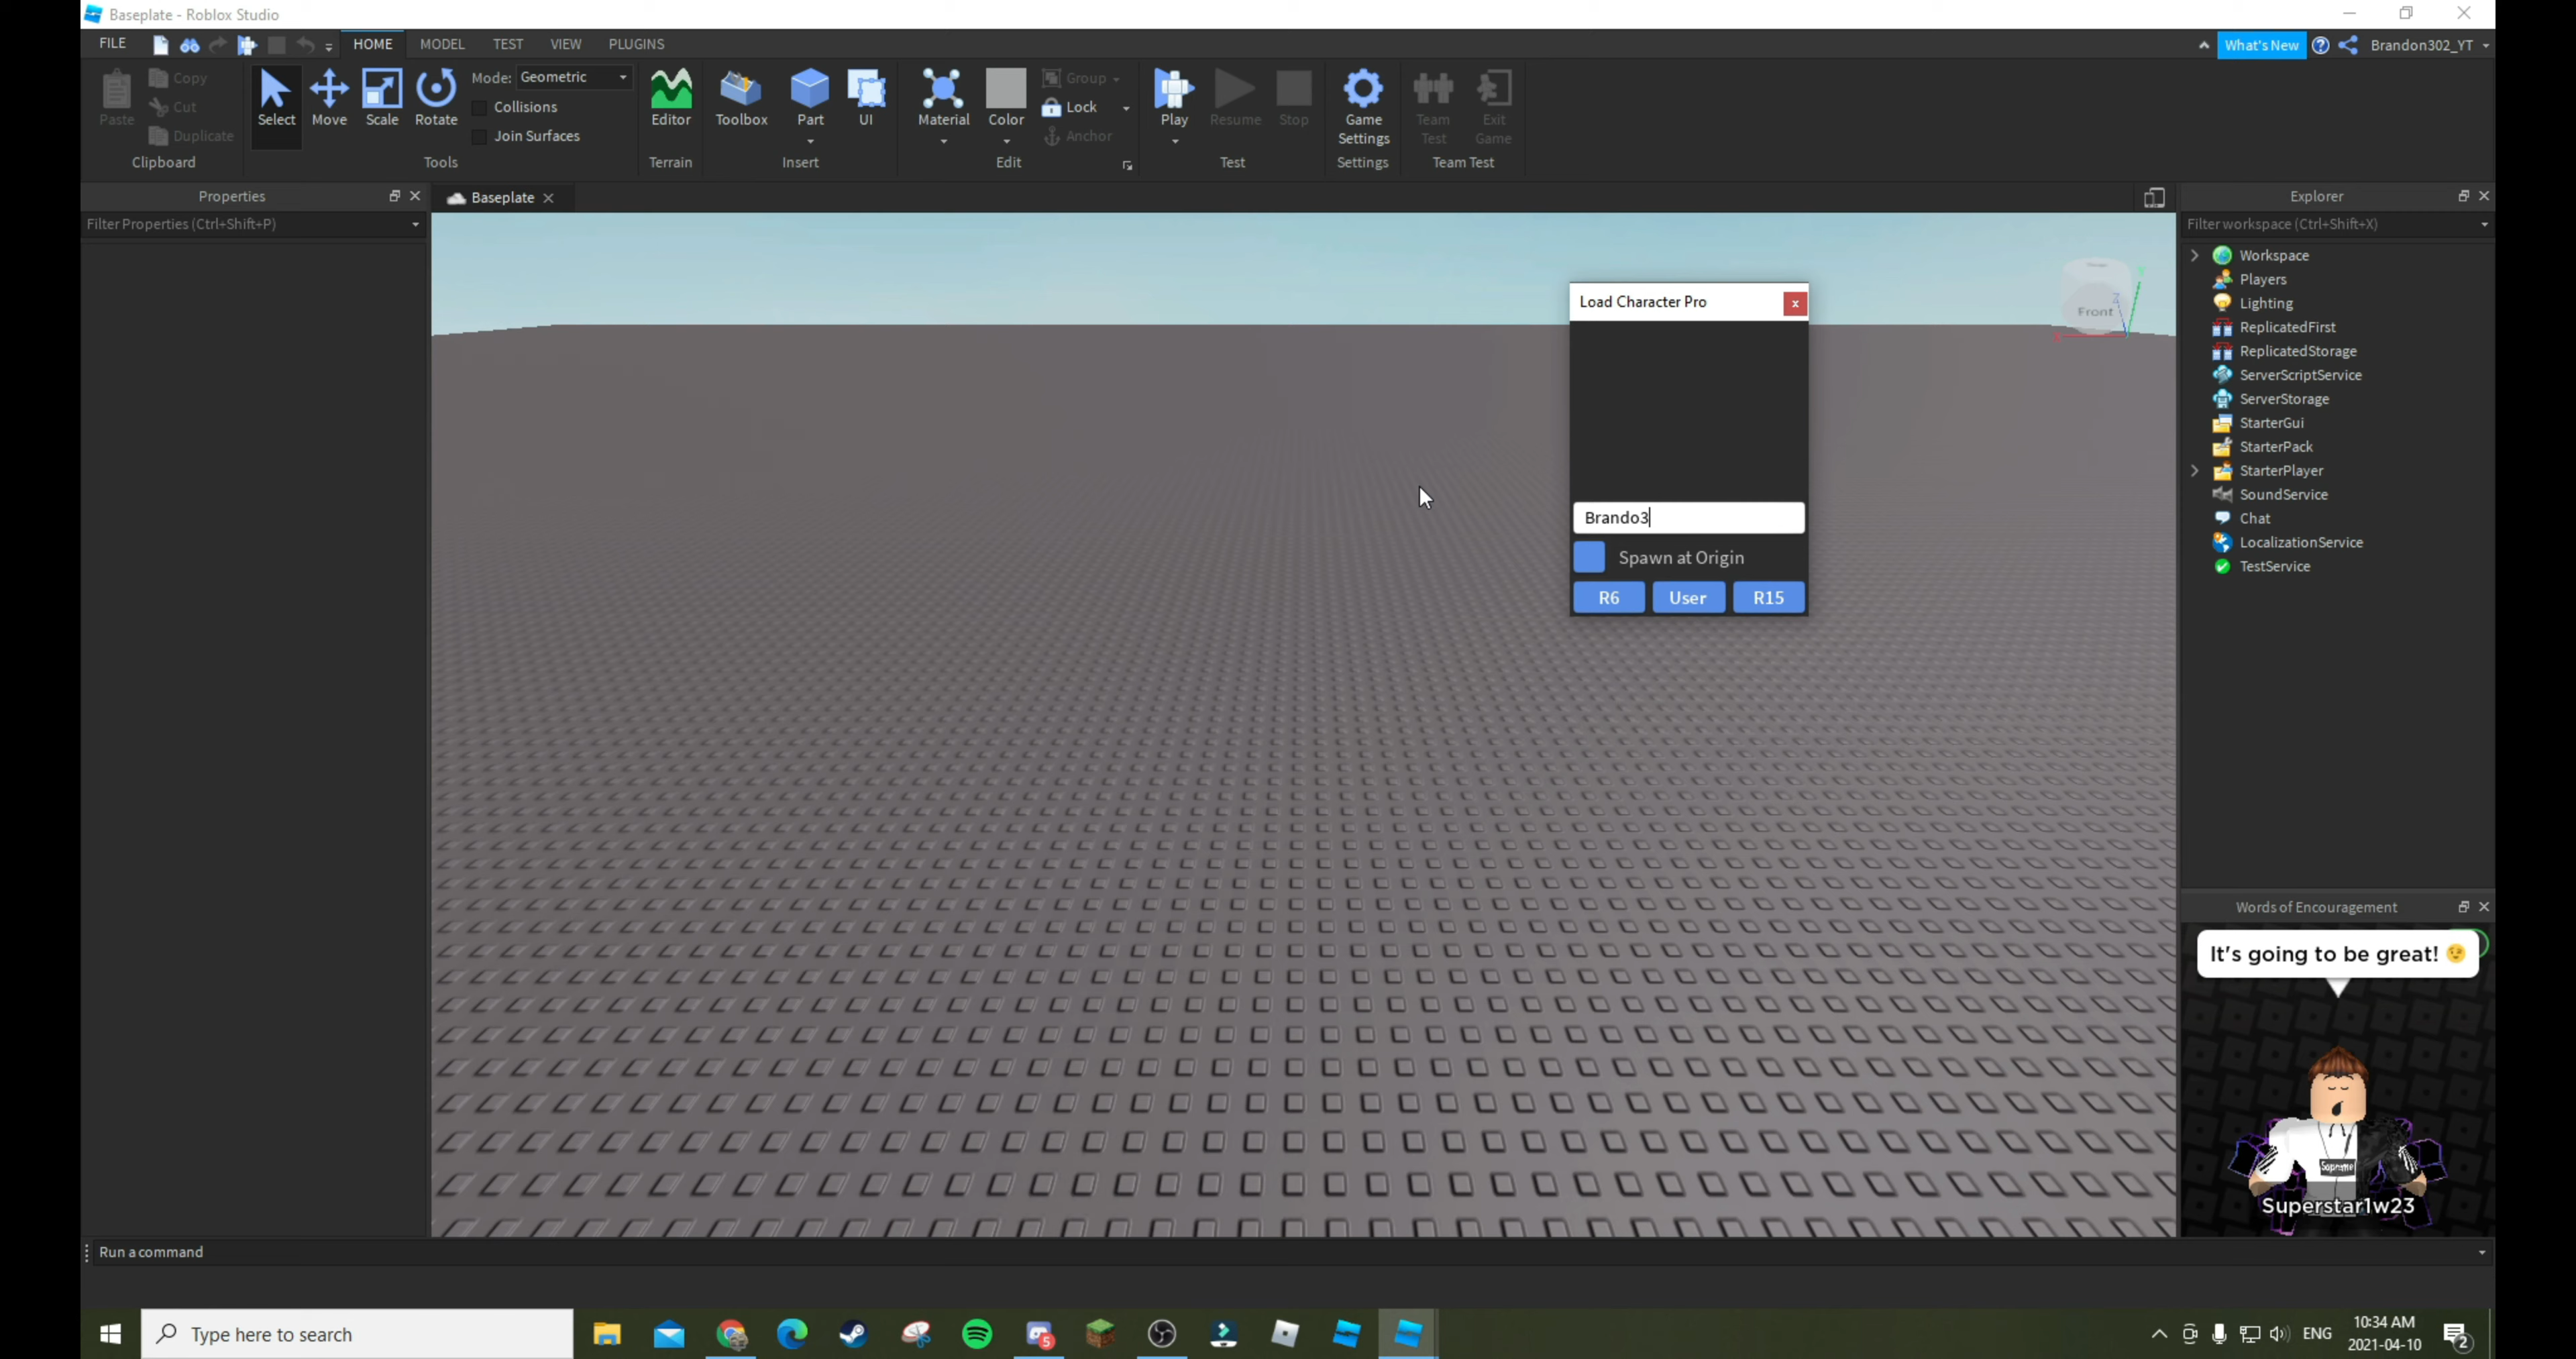 Baseplate - Roblox Studio
FILE HOME MODEL TEST VIEW PLUGINS What's New Brandon302_YT
Paste Copy Cut Duplicate
Clipboard
Select Move Scale Rotate
Mode: Geometric
Collisions
Join Surfaces
Tools
Editor
Terrain
Toolbox Part UI
Insert
Material Color Group Lock Anchor
Edit
Play Resume Stop
Test
Game Settings
Settings
Team Test Exit Game
Team Test
Properties
Filter Properties (Ctrl+Shift+P)
Baseplate
Front
Load Character Pro
x
Brando3
Spawn at Origin
R6 User R15
Explorer
Filter workspace (Ctrl+Shift+X)
Workspace
Players
Lighting
ReplicatedFirst
ReplicatedStorage
ServerScriptService
ServerStorage
StarterGui
StarterPack
StarterPlayer
SoundService
Chat
LocalizationService
TestService
Words of Encouragement
It's going to be great! 😉
Superstar1w23
Run a command
Type here to search
5
ENG
10:34 AM
2021-04-10
2